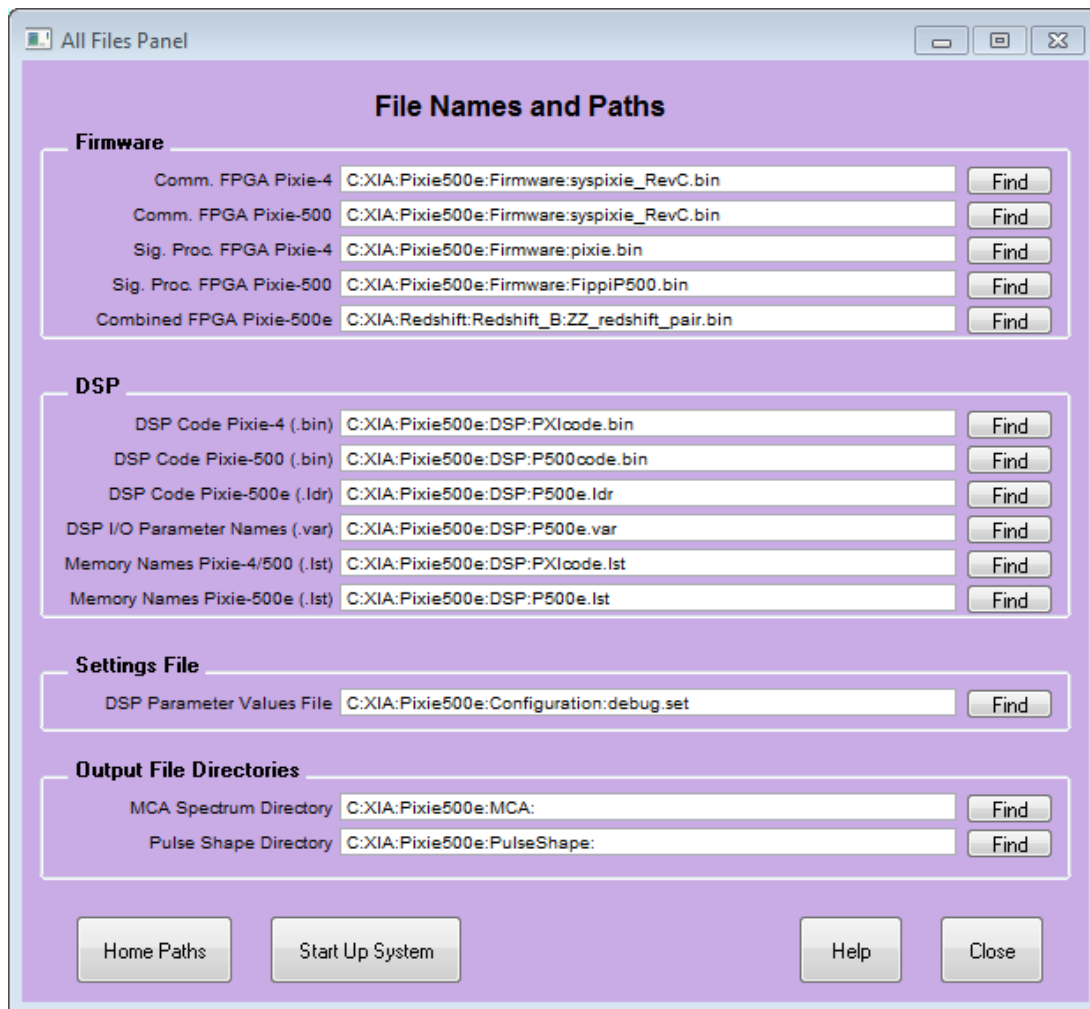 All Files Panel
File Names and Paths
Firmware
Comm. FPGA Pixie-4 C:XIA:Pixie500e:Firmware:syspixie_RevC.bin Find
Comm. FPGA Pixie-500 C:XIA:Pixie500e:Firmware:syspixie_RevC.bin Find
Sig. Proc. FPGA Pixie-4 C:XIA:Pixie500e:Firmware:pixie.bin Find
Sig. Proc. FPGA Pixie-500 C:XIA:Pixie500e:Firmware:FippiP500.bin Find
Combined FPGA Pixie-500e C:XIA:Redshift:Redshift_B:ZZ_redshift_pair.bin Find
DSP
DSP Code Pixie-4 (.bin) C:XIA:Pixie500e:DSP:PXIcode.bin Find
DSP Code Pixie-500 (.bin) C:XIA:Pixie500e:DSP:P500code.bin Find
DSP Code Pixie-500e (.ldr) C:XIA:Pixie500e:DSP:P500e.ldr Find
DSP I/O Parameter Names (.var) C:XIA:Pixie500e:DSP:P500e.var Find
Memory Names Pixie-4/500 (.lst) C:XIA:Pixie500e:DSP:PXIcode.lst Find
Memory Names Pixie-500e (.lst) C:XIA:Pixie500e:DSP:P500e.lst Find
Settings File
DSP Parameter Values File C:XIA:Pixie500e:Configuration:debug.set Find
Output File Directories
MCA Spectrum Directory C:XIA:Pixie500e:MCA: Find
Pulse Shape Directory C:XIA:Pixie500e:PulseShape: Find
Home Paths Start Up System Help Close